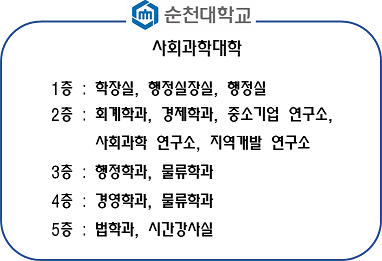 순천대학교
사회과학대학
1층 : 학장실, 행정실장실, 행정실
2층 : 회계학과, 경제학과, 중소기업 연구소,
사회과학 연구소, 지역개발 연구소
3층 : 행정학과, 물류학과
4층 : 경영학과, 물류학과
5층 : 법학과, 시간강사실